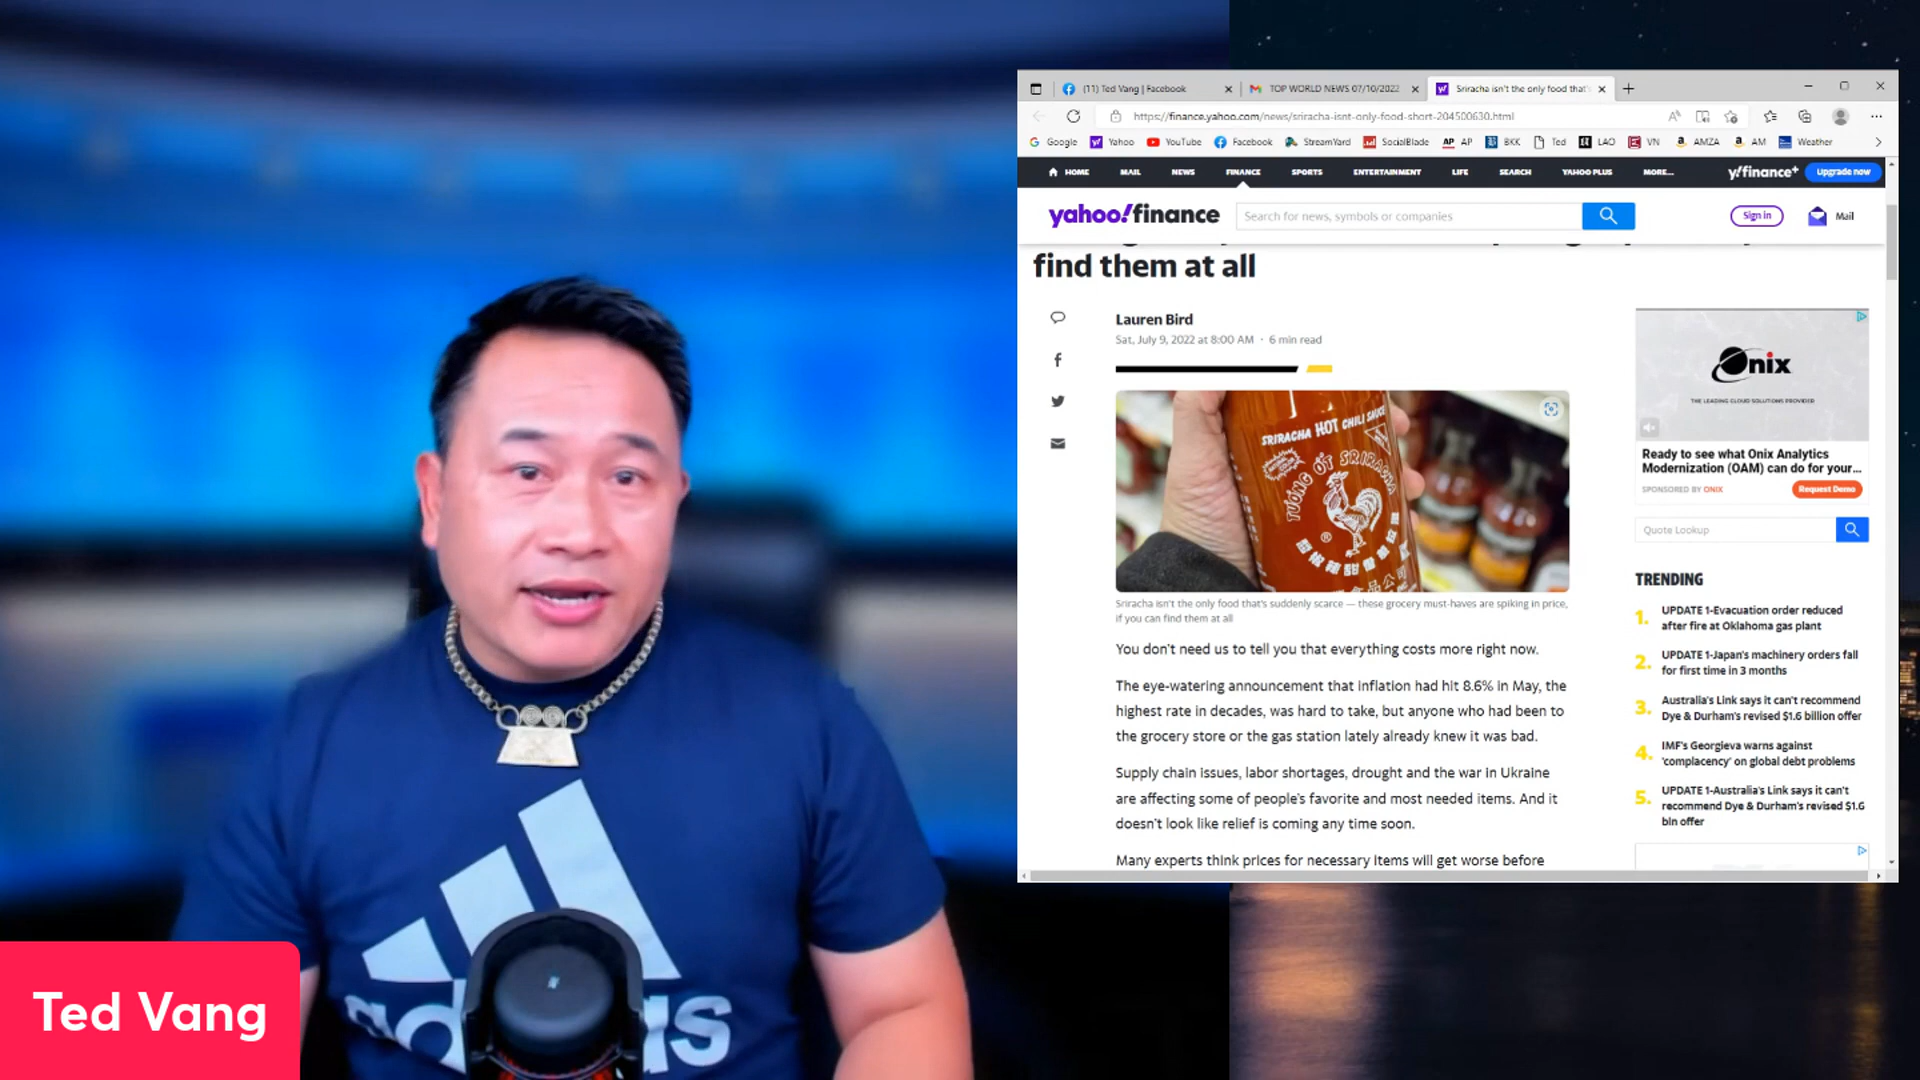 (11) Ted Vang | Facebook
TOP WORLD NEWS 07/10/2022
Sriracha isn't the only food that's
https://finance.yahoo.com/news/sriracha-isnt-only-food-short-204500630.html
Google
Yahoo
YouTube
Facebook
StreamYard
SocialBlade
AP AP
BKK
Ted
LAO
VN
AMZA
AM
Weather
HOME
MAIL
NEWS
FINANCE
SPORTS
ENTERTAINMENT
LIFE
SEARCH
YAHOO PLUS
MORE...
y!finance+
Upgrade now
yahoo!finance
Search for news, symbols or companies
Sign in
Mail
find them at all
Lauren Bird
Sat, July 9, 2022 at 8:00 AM · 6 min read
SRIRACHA HOT CHILI SAUCE
TƯƠNG ỚT SRIRACHA
Sriracha isn't the only food that's suddenly scarce — these grocery must-haves are spiking in price,
if you can find them at all
You don't need us to tell you that everything costs more right now.
The eye-watering announcement that inflation had hit 8.6% in May, the
highest rate in decades, was hard to take, but anyone who had been to
the grocery store or the gas station lately already knew it was bad.
Supply chain issues, labor shortages, drought and the war in Ukraine
are affecting some of people's favorite and most needed items. And it
doesn't look like relief is coming any time soon.
Many experts think prices for necessary items will get worse before
Onix
THE LEADING CLOUD SOLUTIONS PROVIDER
Ready to see what Onix Analytics
Modernization (OAM) can do for your...
SPONSORED BY ONIX
Request Demo
Quote Lookup
TRENDING
1. UPDATE 1-Evacuation order reduced
after fire at Oklahoma gas plant
2. UPDATE 1-Japan's machinery orders fall
for first time in 3 months
3. Australia's Link says it can't recommend
Dye & Durham's revised $1.6 billion offer
4. IMF's Georgieva warns against
'complacency' on global debt problems
5. UPDATE 1-Australia's Link says it can't
recommend Dye & Durham's revised $1.6
bln offer
Ted Vang